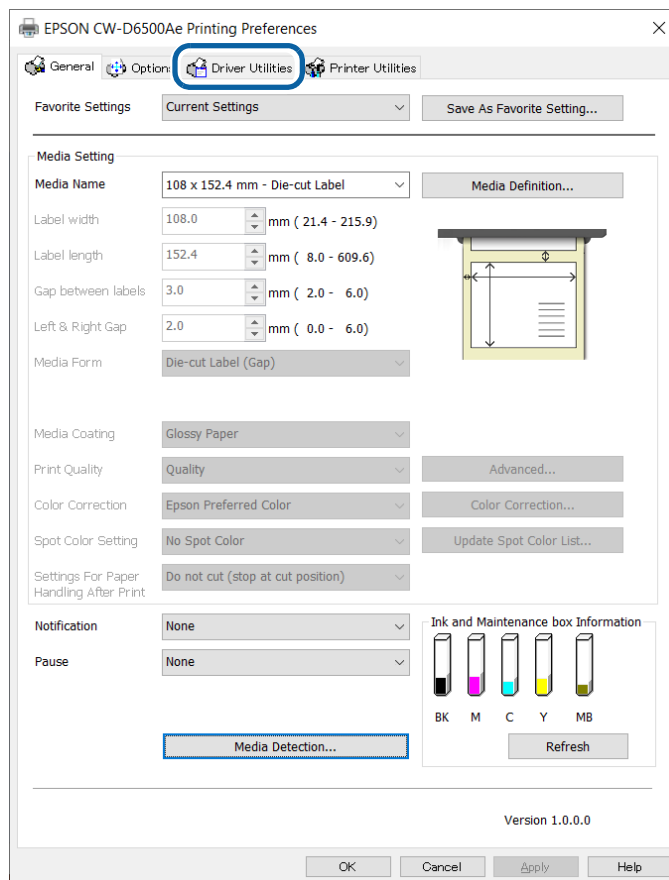 EPSON CW-D6500Ae Printing Preferences
General Option Driver Utilities Printer Utilities
Favorite Settings Current Settings Save As Favorite Setting...
Media Setting
Media Name 108 x 152.4 mm - Die-cut Label Media Definition...
Label width 108.0 mm ( 21.4 - 215.9)
Label length 152.4 mm ( 8.0 - 609.6)
Gap between labels 3.0 mm ( 2.0 - 6.0)
Left & Right Gap 2.0 mm ( 0.0 - 6.0)
Media Form Die-cut Label (Gap)
Media Coating Glossy Paper
Print Quality Quality Advanced...
Color Correction Epson Preferred Color Color Correction...
Spot Color Setting No Spot Color Update Spot Color List...
Settings For Paper
Handling After Print
Do not cut (stop at cut position)
Notification None
Pause None
Ink and Maintenance box Information
BK M C Y MB
Media Detection... Refresh
Version 1.0.0.0
OK Cancel Apply Help